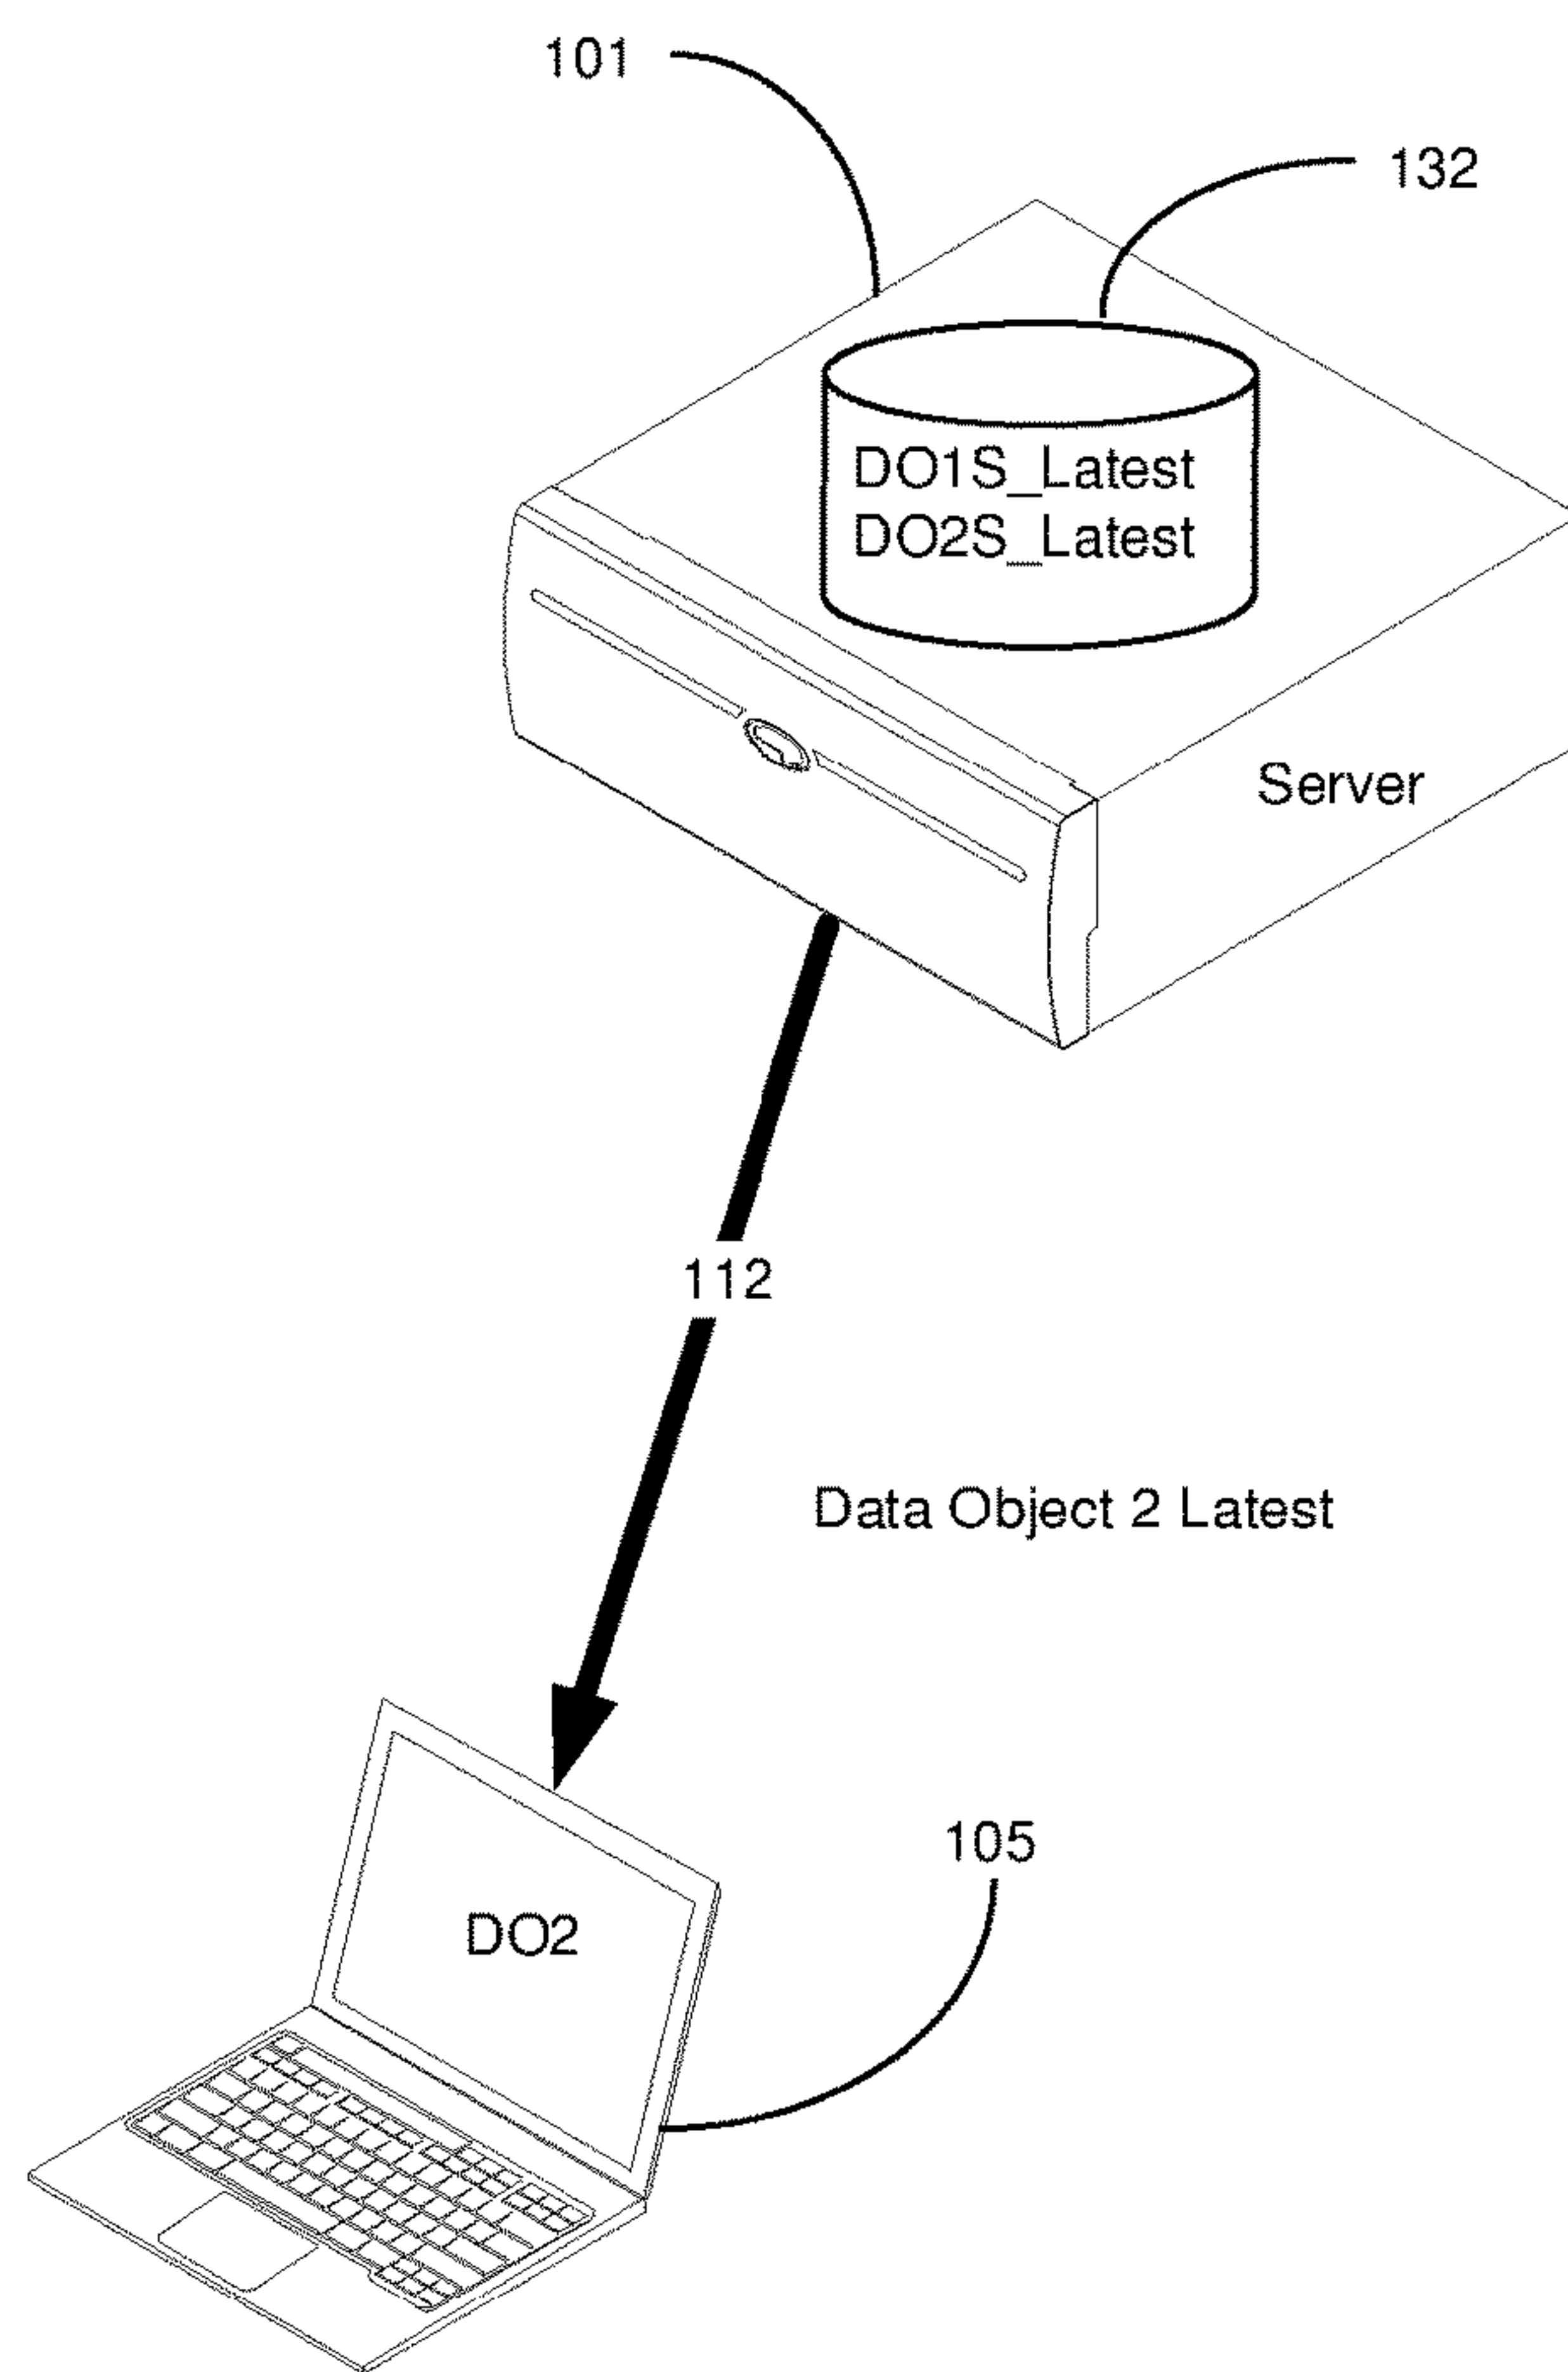 101
132
DO1S_Latest
DO2S_Latest
Server
112
Data Object 2 Latest
105
DO2